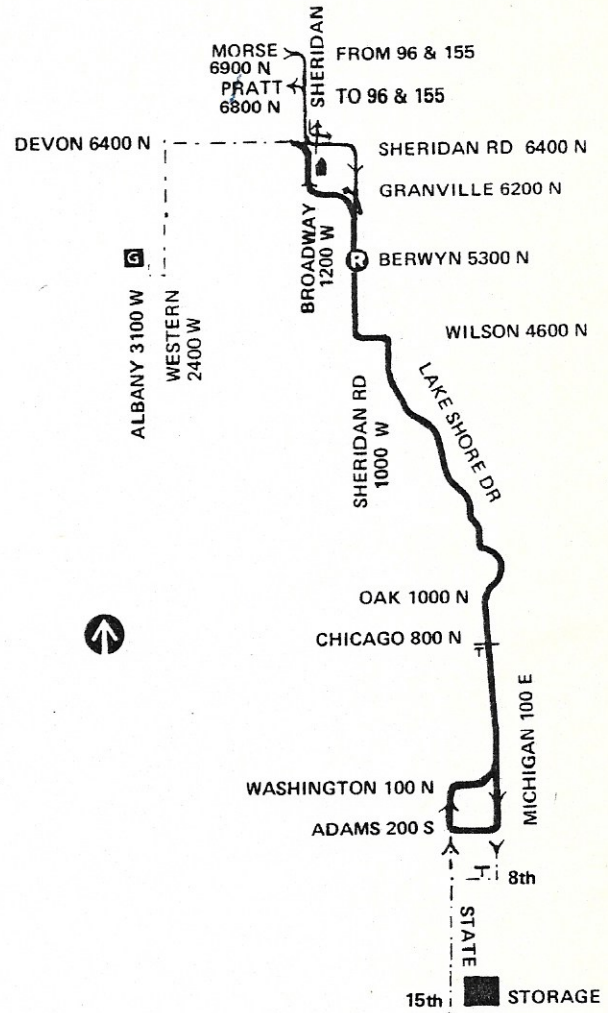 MORSE
6900 N
SHERIDAN
FROM 96 & 155
PRATT
6800 N
TO 96 & 155
DEVON 6400 N
SHERIDAN RD 6400 N
GRANVILLE 6200 N
BROADWAY
1200 W
G
R
BERWYN 5300 N
ALBANY 3100 W
WESTERN
2400 W
WILSON 4600 N
LAKE SHORE DR
SHERIDAN RD
1000 W
OAK 1000 N
CHICAGO 800 N
T
MICHIGAN 100 E
WASHINGTON 100 N
ADAMS 200 S
T
8th
STATE
15th
STORAGE